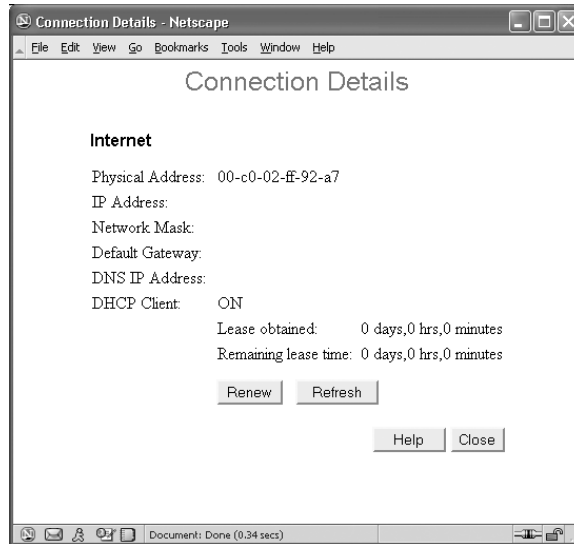 Connection Details - Netscape
File Edit View Go Bookmarks Tools Window Help
Connection Details
Internet
Physical Address: 00-c0-02-ff-92-a7
IP Address:
Network Mask:
Default Gateway:
DNS IP Address:
DHCP Client: ON
Lease obtained: 0 days,0 hrs,0 minutes
Remaining lease time: 0 days,0 hrs,0 minutes
Renew Refresh
Help Close
Document: Done (0.34 secs)